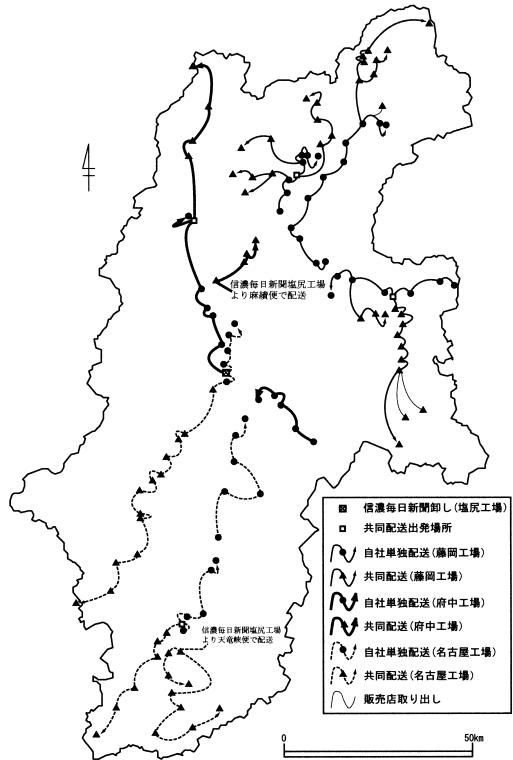 信濃毎日新聞塩尻工場
より麻績便で配送
信濃毎日新聞塩尻工場
より天竜峡便で配送
信濃毎日新聞卸し(塩尻工場)
共同配送出発場所
自社単独配送(藤岡工場)
共同配送(藤岡工場)
自社単独配送(府中工場)
共同配送(府中工場)
自社単独配送(名古屋工場)
共同配送(名古屋工場)
販売店取り出し
0 50km